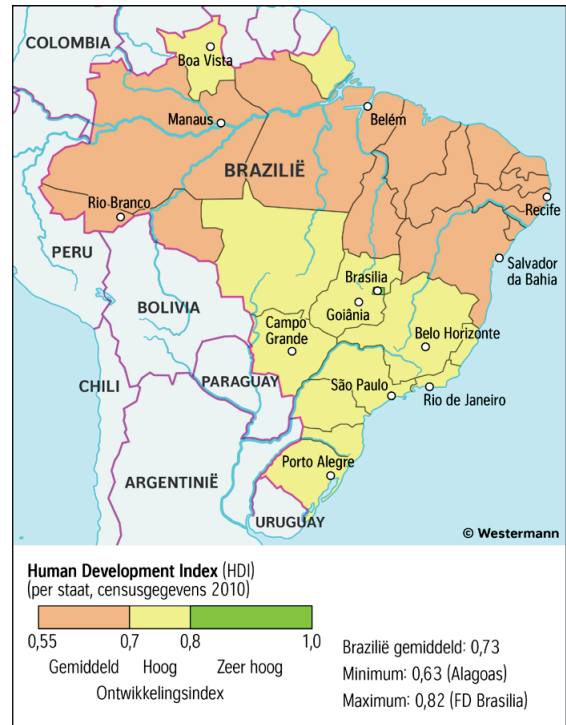 COLOMBIA
Boa Vista
Manaus
Belém
BRAZILIË
Rio Branco
Recife
PERU
Salvador
da Bahia
Brasilia
BOLIVIA
Goiânia
Campo
Grande
Belo Horizonte
PARAGUAY
CHILI
São Paulo
Rio de Janeiro
Porto Alegre
ARGENTINIË
URUGUAY
© Westermann
Human Development Index (HDI)
(per staat, censusgegevens 2010)
0,55 0,7 0,8 1,0
Gemiddeld Hoog Zeer hoog
Ontwikkelingsindex
Brazilië gemiddeld: 0,73
Minimum: 0,63 (Alagoas)
Maximum: 0,82 (FD Brasilia)